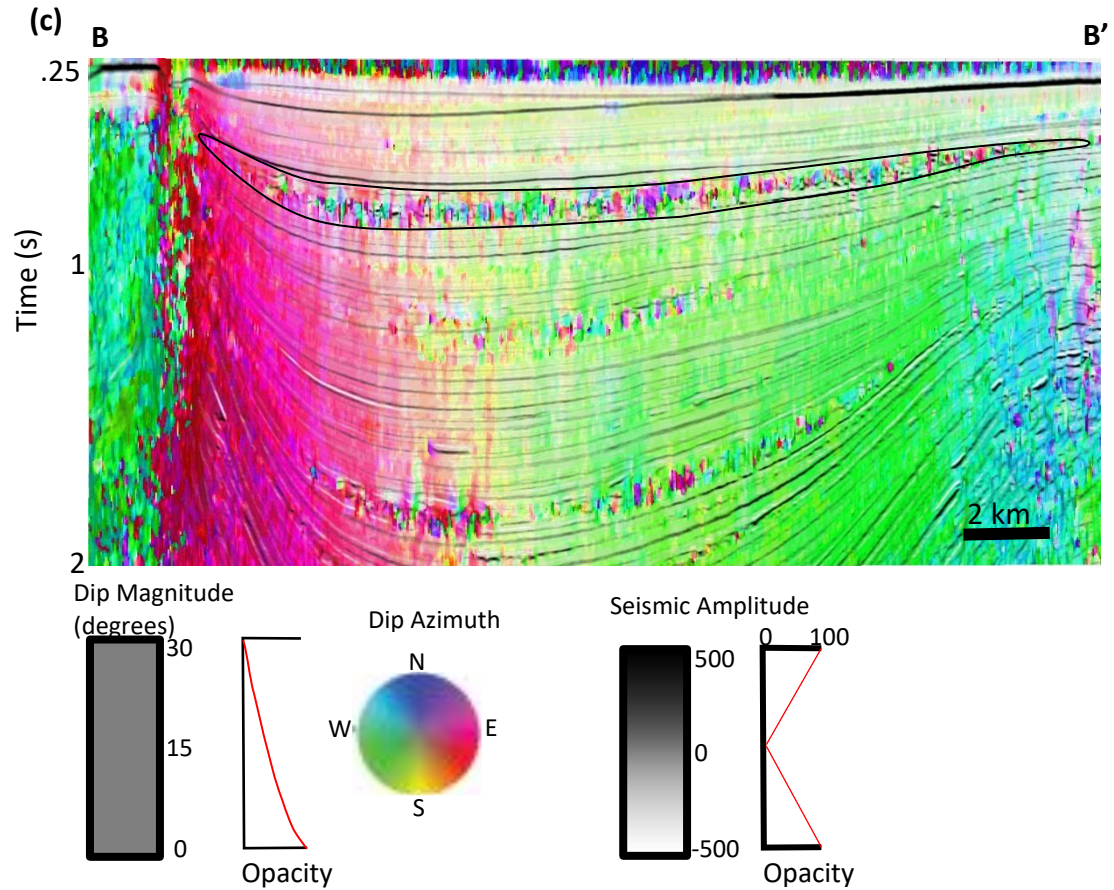 (c)
B
B’
.25
Time (s)
1
2
2 km
Dip Magnitude
(degrees)
30
15
0
Opacity
Dip Azimuth
N
W
E
S
Seismic Amplitude
500
0
-500
0
100
Opacity